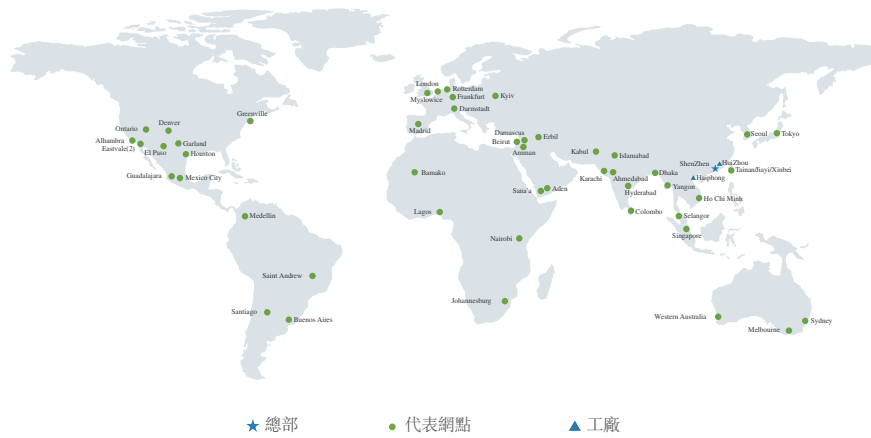 London
Rotterdam
Myslowice
Frankfurt
Kyiv
Darmstadt
Madrid
Greenville
Denver
Ontario
Alhambra
Eastvale(2)
Garland
El Paso
Houston
Guadalajara
Mexico City
Damascus
Erbil
Beirut
Amman
Kabul
Islamabad
Seoul
Tokyo
ShenZhen
HuiZhou
Tainan/Jiayi/Xinbei
Bamako
Karachi
Ahmedabad
Dhaka
Haiphong
Sana'a
Aden
Hyderabad
Yangon
Ho Chi Minh
Lagos
Colombo
Selangor
Medellin
Nairobi
Singapore
Saint Andrew
Johannesburg
Santiago
Buenos Aires
Western Australia
Sydney
Melbourne
總部
代表網點
工廠